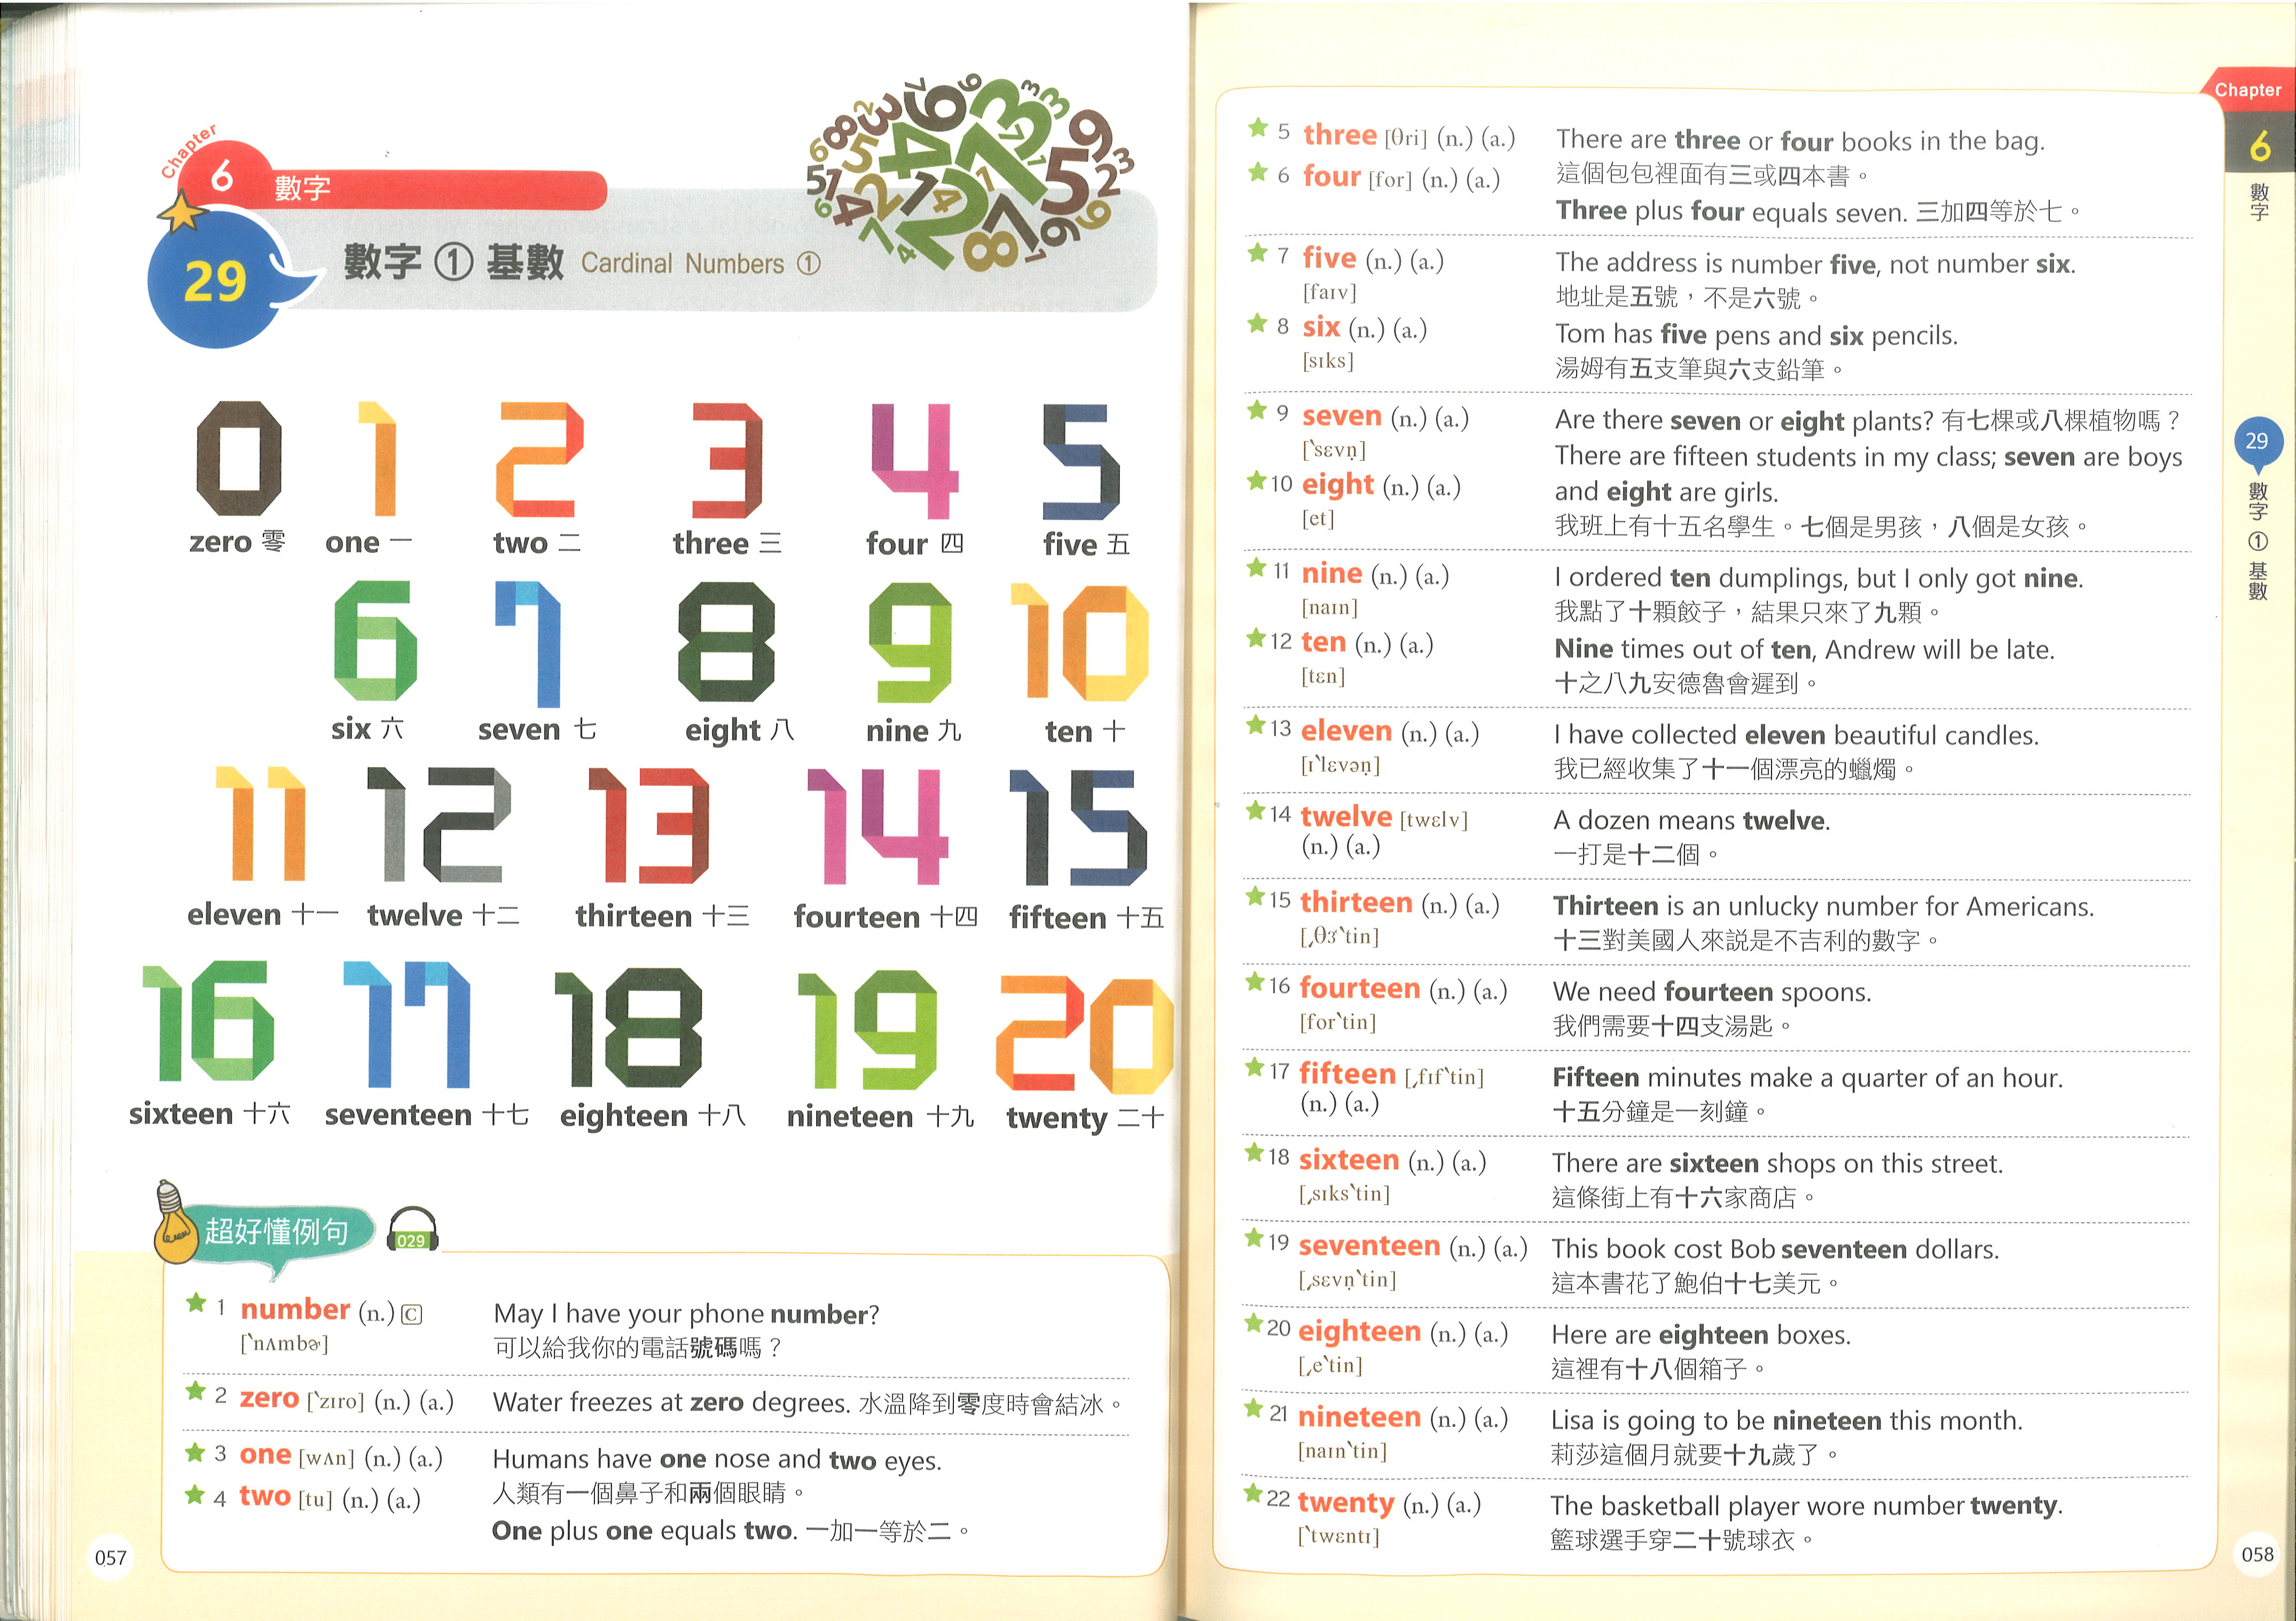 Chapter
6 數字
29 數字 ① 基數 Cardinal Numbers ①
0 1 2 3 4 5
zero 零 one 一 two 二 three 三 four 四 five 五
6 7 8 9 10
six 六 seven 七 eight 八 nine 九 ten 十
11 12 13 14 15
eleven 十一 twelve 十二 thirteen 十三 fourteen 十四 fifteen 十五
16 17 18 19 20
sixteen 十六 seventeen 十七 eighteen 十八 nineteen 十九 twenty 二十
超好懂例句 029
1 number (n.) C May I have your phone number?
[ˋnʌmbɚ] 可以給我你的電話號碼嗎？
2 zero [ˋzɪro] (n.) (a.) Water freezes at zero degrees. 水溫降到零度時會結冰。
3 one [wʌn] (n.) (a.) Humans have one nose and two eyes.
人類有一個鼻子和兩個眼睛。
4 two [tu] (n.) (a.)
One plus one equals two. 一加一等於二。
057
5 three [θri] (n.) (a.) There are three or four books in the bag.
這個包包裡面有三或四本書。
6 four [for] (n.) (a.)
Three plus four equals seven. 三加四等於七。
7 five (n.) (a.) The address is number five, not number six.
[faɪv] 地址是五號，不是六號。
8 six (n.) (a.) Tom has five pens and six pencils.
[sɪks] 湯姆有五支筆與六支鉛筆。
9 seven (n.) (a.) Are there seven or eight plants? 有七棵或八棵植物嗎？
[ˋsɛvṇ] There are fifteen students in my class; seven are boys
10 eight (n.) (a.) and eight are girls.
[et] 我班上有十五名學生。七個是男孩，八個是女孩。
11 nine (n.) (a.) I ordered ten dumplings, but I only got nine.
[naɪn] 我點了十顆餃子，結果只來了九顆。
12 ten (n.) (a.) Nine times out of ten, Andrew will be late.
[tɛn] 十之八九安德魯會遲到。
13 eleven (n.) (a.) I have collected eleven beautiful candles.
[ɪˋlɛvəṇ] 我已經收集了十一個漂亮的蠟燭。
14 twelve [twɛlv] A dozen means twelve.
(n.) (a.) 一打是十二個。
15 thirteen (n.) (a.) Thirteen is an unlucky number for Americans.
[ˏθɝˋtin] 十三對美國人來說是不吉利的數字。
16 fourteen (n.) (a.) We need fourteen spoons.
[forˋtin] 我們需要十四支湯匙。
17 fifteen [ˏfɪfˋtin] Fifteen minutes make a quarter of an hour.
(n.) (a.) 十五分鐘是一刻鐘。
18 sixteen (n.) (a.) There are sixteen shops on this street.
[ˏsɪksˋtin] 這條街上有十六家商店。
19 seventeen (n.) (a.) This book cost Bob seventeen dollars.
[ˏsɛvṇˋtin] 這本書花了鮑伯十七美元。
20 eighteen (n.) (a.) Here are eighteen boxes.
[ˏeˋtin] 這裡有十八個箱子。
21 nineteen (n.) (a.) Lisa is going to be nineteen this month.
[naɪnˋtin] 莉莎這個月就要十九歲了。
22 twenty (n.) (a.) The basketball player wore number twenty.
[ˋtwɛntɪ] 籃球選手穿二十號球衣。
Chapter
6
數字
29
數字 ① 基數
058